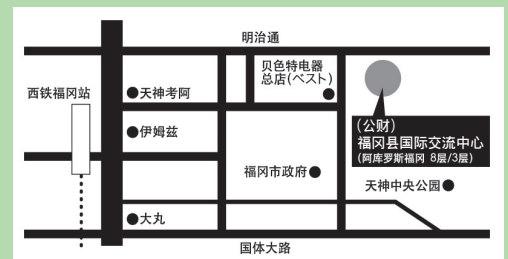 明治通
贝色特电器
总店(ベスト)
西铁福冈站
天神考阿
(公财)
福冈县国际交流中心
(阿库罗斯福冈 8层/3层)
伊姆兹
福冈市政府
天神中央公园
大丸
国体大路